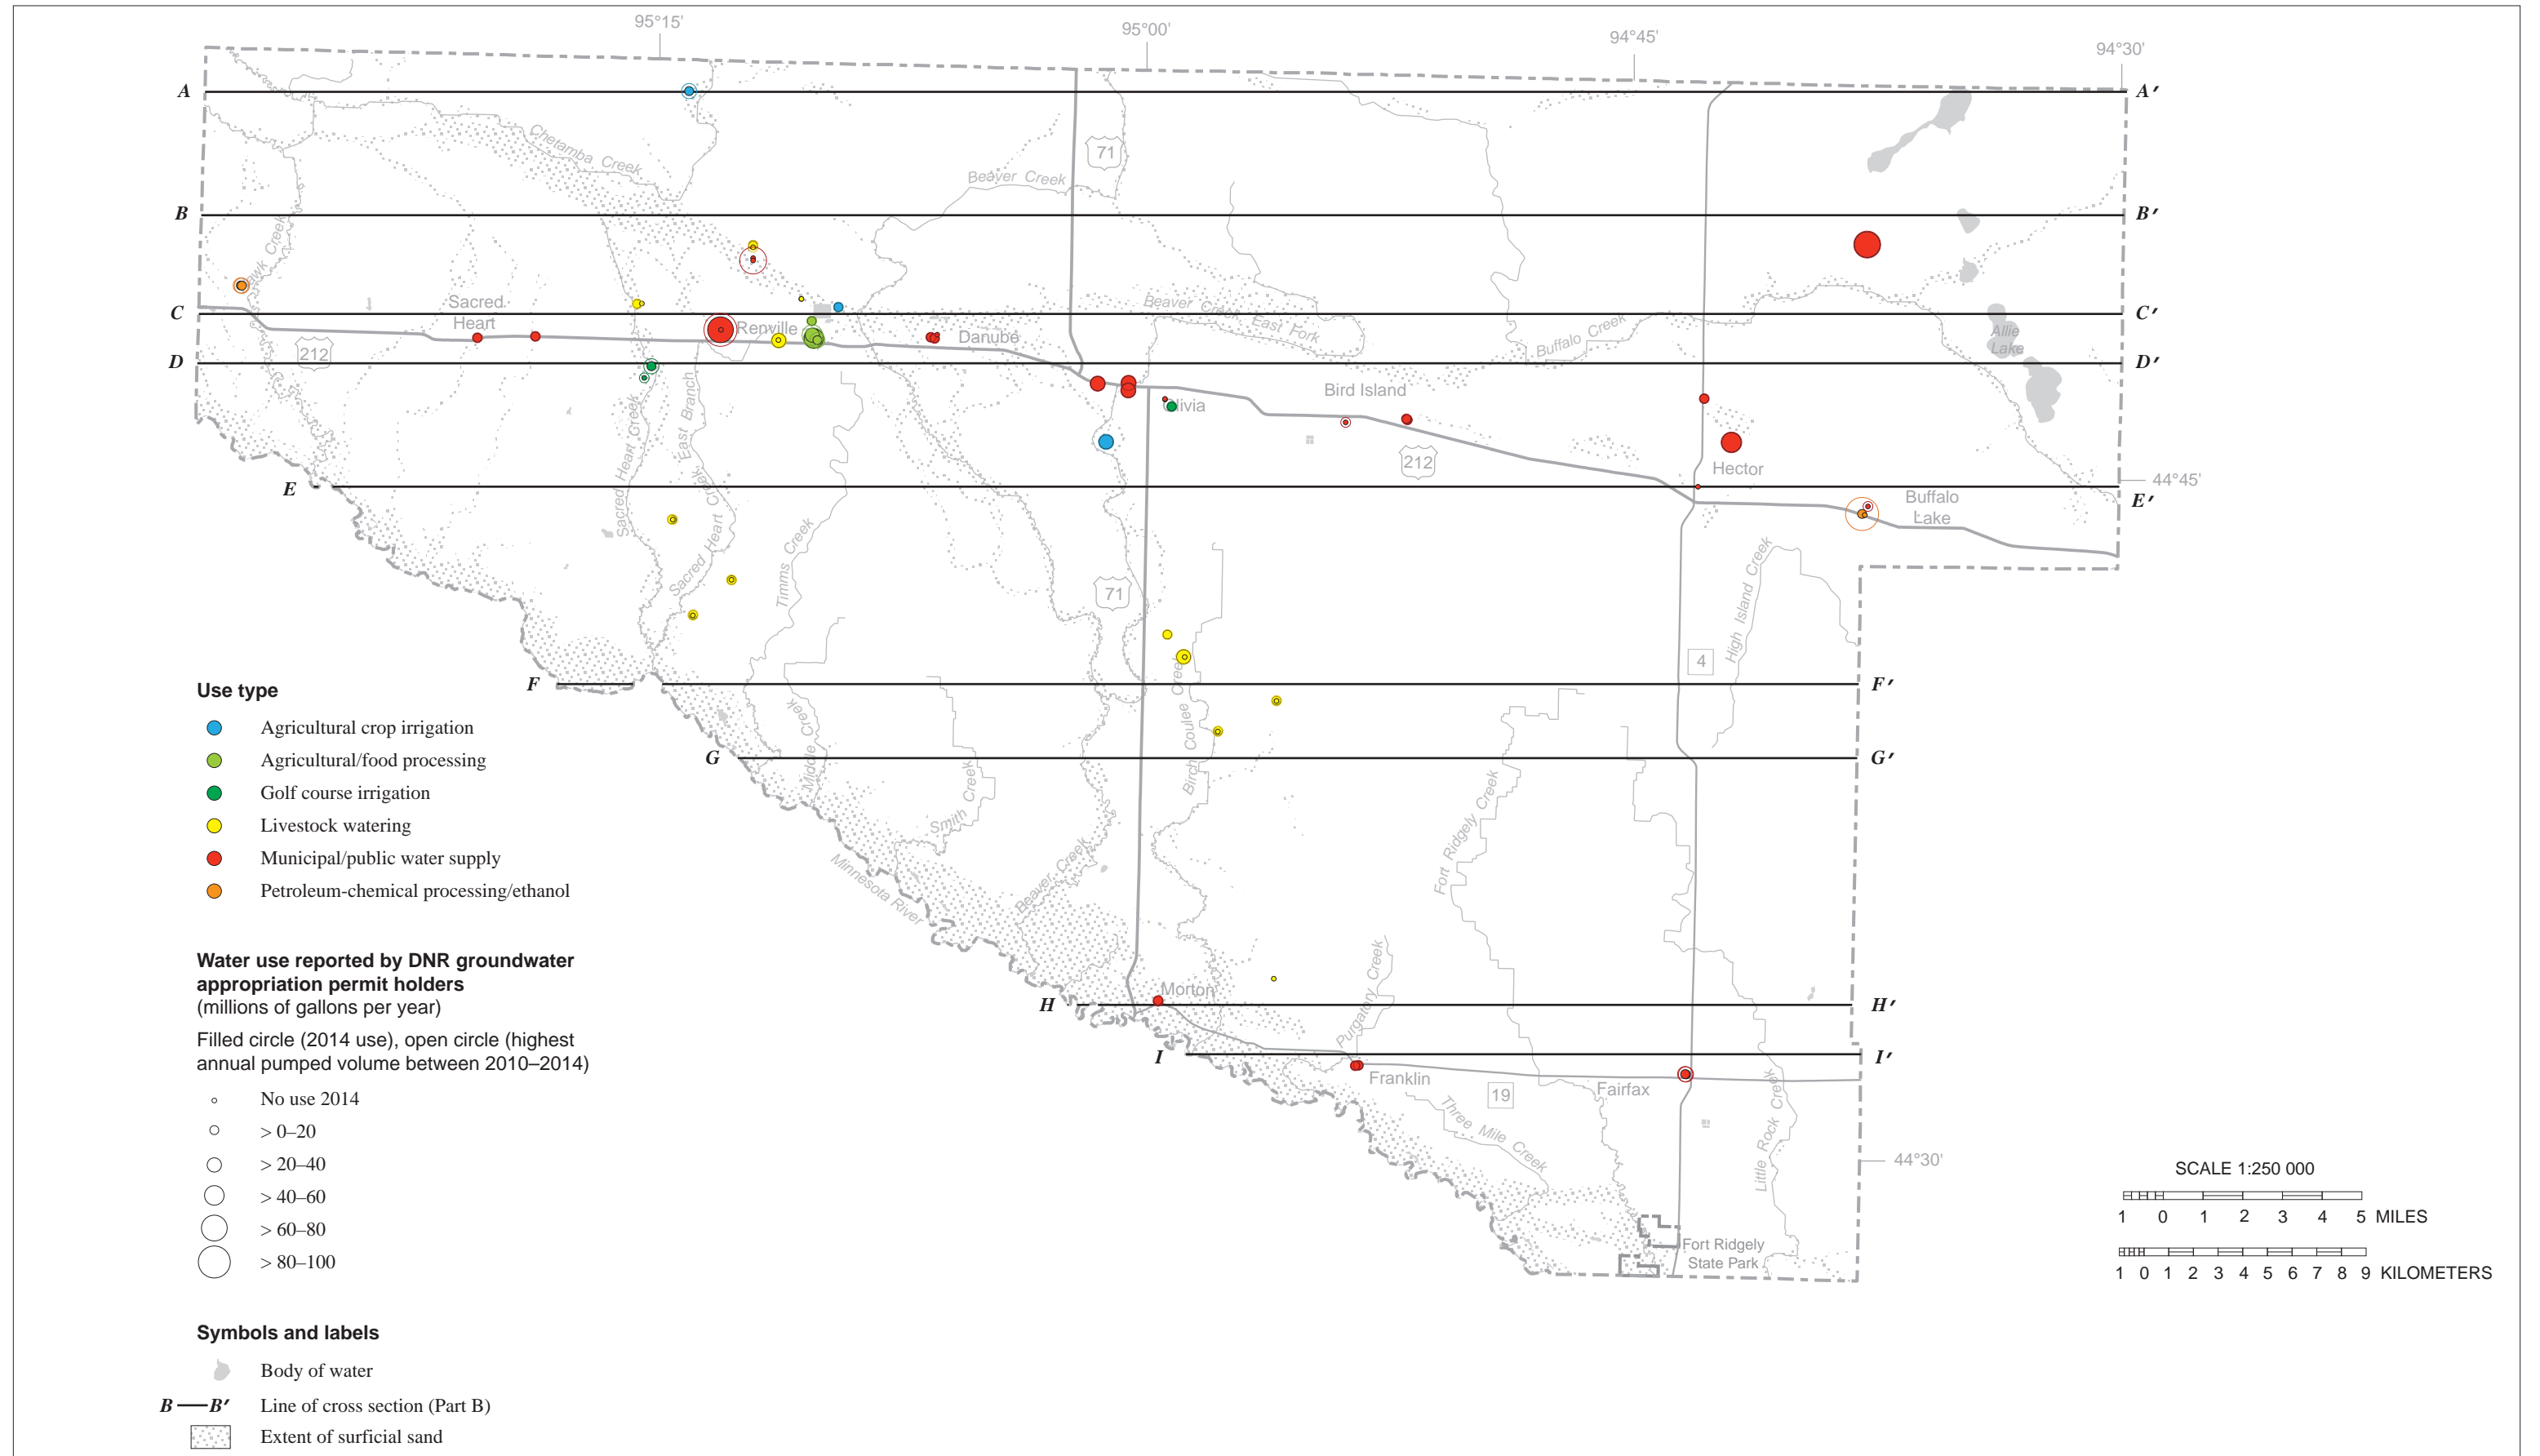 95°15'
95°00'
94°45'
94°30'
A
A′
Chetamba Creek
71
Beaver Creek
B
B′
Hawk Creek
Sacred
Heart
C
C′
Beaver Creek East Fork
Buffalo Creek
Allie
Lake
212
Renville
Danube
D
D′
Bird Island
Olivia
212
Hector
Sacred Heart Creek
East Branch
Sacred Heart Creek
E
E′
44°45'
Buffalo
Lake
Timms Creek
71
High Island Creek
4
F
F′
Birch Coulee Creek
Middle Creek
G
G′
Smith Creek
Fort Ridgely Creek
Fort Ridgely Creek
Minnesota River
Beaver Creek
Morton
Purgatory Creek
H
H′
I
I′
Franklin
Fairfax
19
Three Mile Creek
Little Rock Creek
44°30'
Fort Ridgely
State Park
Use type
Agricultural crop irrigation
Agricultural/food processing
Golf course irrigation
Livestock watering
Municipal/public water supply
Petroleum-chemical processing/ethanol
Water use reported by DNR groundwater
appropriation permit holders
(millions of gallons per year)
Filled circle (2014 use), open circle (highest
annual pumped volume between 2010–2014)
No use 2014
> 0–20
> 20–40
> 40–60
> 60–80
> 80–100
Symbols and labels
Body of water
B — B′ Line of cross section (Part B)
Extent of surficial sand
SCALE 1:250 000
1 0 1 2 3 4 5 MILES
1 0 1 2 3 4 5 6 7 8 9 KILOMETERS